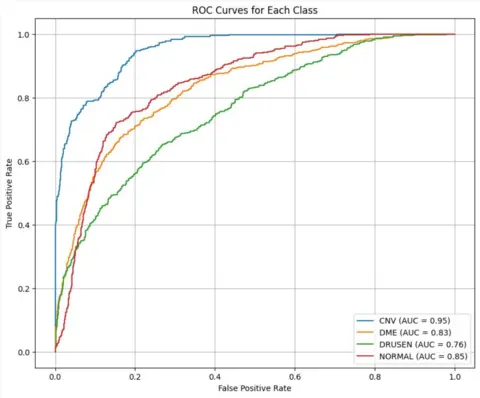 ROC Curves for Each Class
True Positive Rate
1.0
0.8
0.6
0.4
0.2
0.0
CNV (AUC = 0.95)
DME (AUC = 0.83)
DRUSEN (AUC = 0.76)
NORMAL (AUC = 0.85)
0.0 0.2 0.4 0.6 0.8 1.0
False Positive Rate